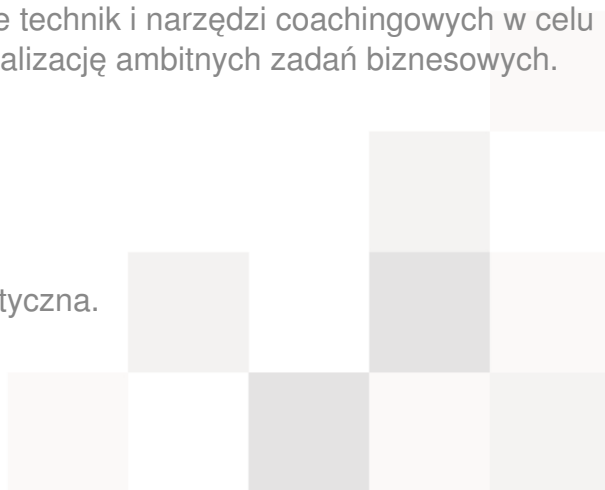 e technik i narzędzi coachingowych w celu
alizację ambitnych zadań biznesowych.
tyczna.